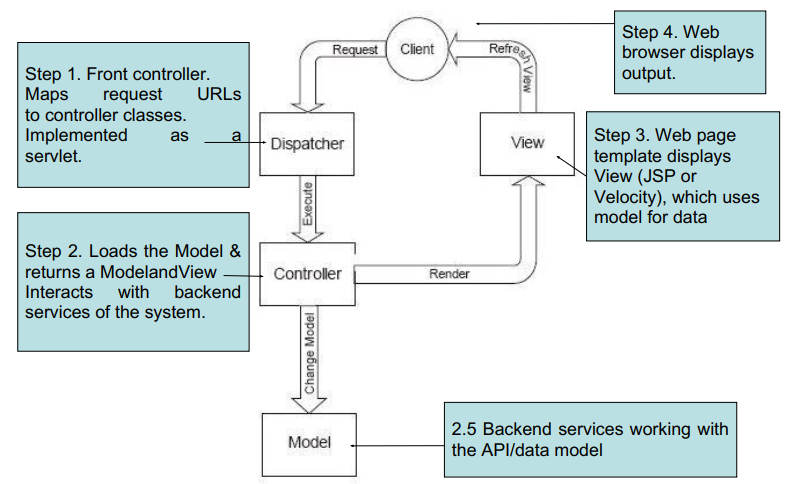 Step 4. Web
browser displays
output.
Request
Client
Refresh View
Step 1. Front controller.
Maps request URLs
to controller classes.
Implemented as a
servlet.
Dispatcher
View
Step 3. Web page
template displays
View (JSP or
Velocity), which uses
model for data
Execute
Step 2. Loads the Model &
returns a ModelandView
Interacts with backend
services of the system.
Controller
Render
Change Model
Model
2.5 Backend services working with
the API/data model